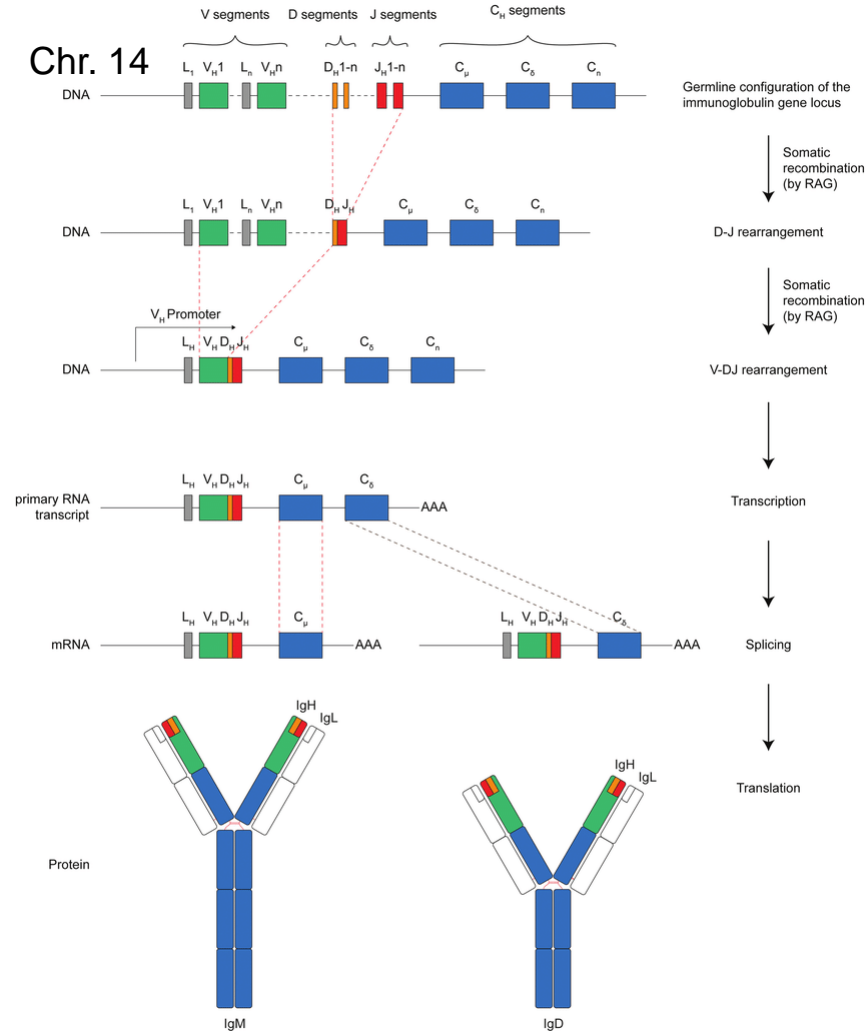 V segments D segments J segments C_H segments
Chr. 14
L₁ V_H1 L_n V_Hn D_H1-n J_H1-n C_μ C_δ C_n
DNA
Germline configuration of the
immunoglobulin gene locus
Somatic
recombination
(by RAG)
L₁ V_H1 L_n V_Hn D_H J_H C_μ C_δ C_n
DNA
D-J rearrangement
Somatic
recombination
(by RAG)
V_H Promoter
L_H V_H D_H J_H C_μ C_δ C_n
DNA
V-DJ rearrangement
L_H V_H D_H J_H C_μ C_δ
primary RNA
transcript
AAA
Transcription
L_H V_H D_H J_H C_μ L_H V_H D_H J_H C_δ
mRNA AAA AAA Splicing
IgH
IgL
IgH
IgL
Translation
Protein
IgM IgD